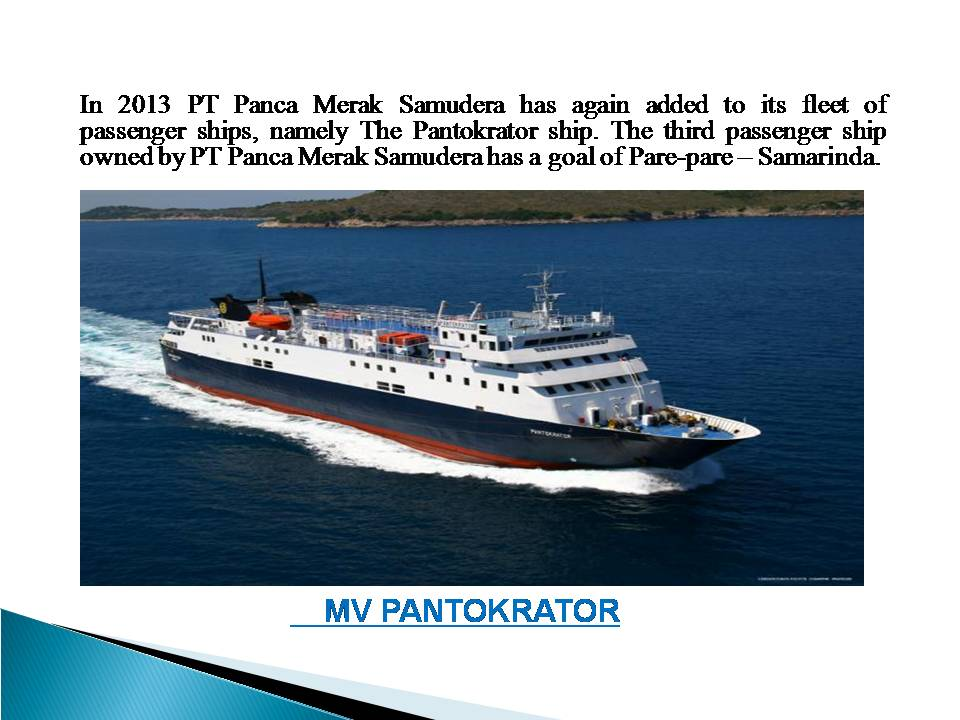 In 2013 PT Panca Merak Samudera has again added to its fleet of
passenger ships, namely The Pantokrator ship. The third passenger ship
owned by PT Panca Merak Samudera has a goal of Pare-pare – Samarinda.
PANTOKRATOR
MV PANTOKRATOR